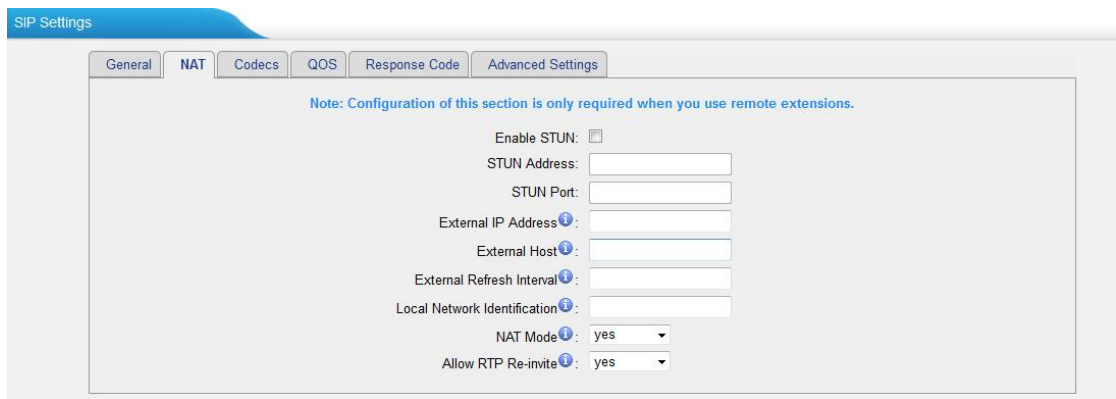 SIP Settings
General NAT Codecs QOS Response Code Advanced Settings
Note: Configuration of this section is only required when you use remote extensions.
Enable STUN:
STUN Address:
STUN Port:
External IP Address i :
External Host i :
External Refresh Interval i :
Local Network Identification i :
NAT Mode i : yes
Allow RTP Re-invite i : yes